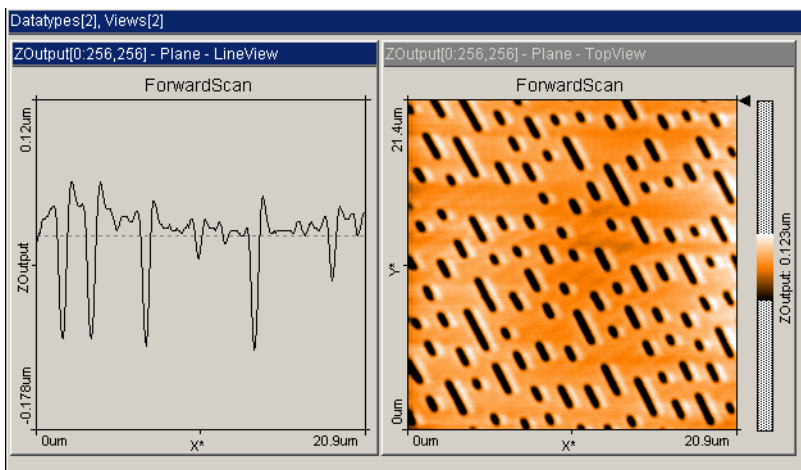 Datatypes[2], Views[2]
ZOutput[0:256,256] - Plane - LineView
ForwardScan
0.12um
ZOutput
-0.178um
0um
X*
20.9um
ZOutput[0:256,256] - Plane - TopView
ForwardScan
21.4um
Y*
0um
0um
X*
20.9um
ZOutput: 0.123um